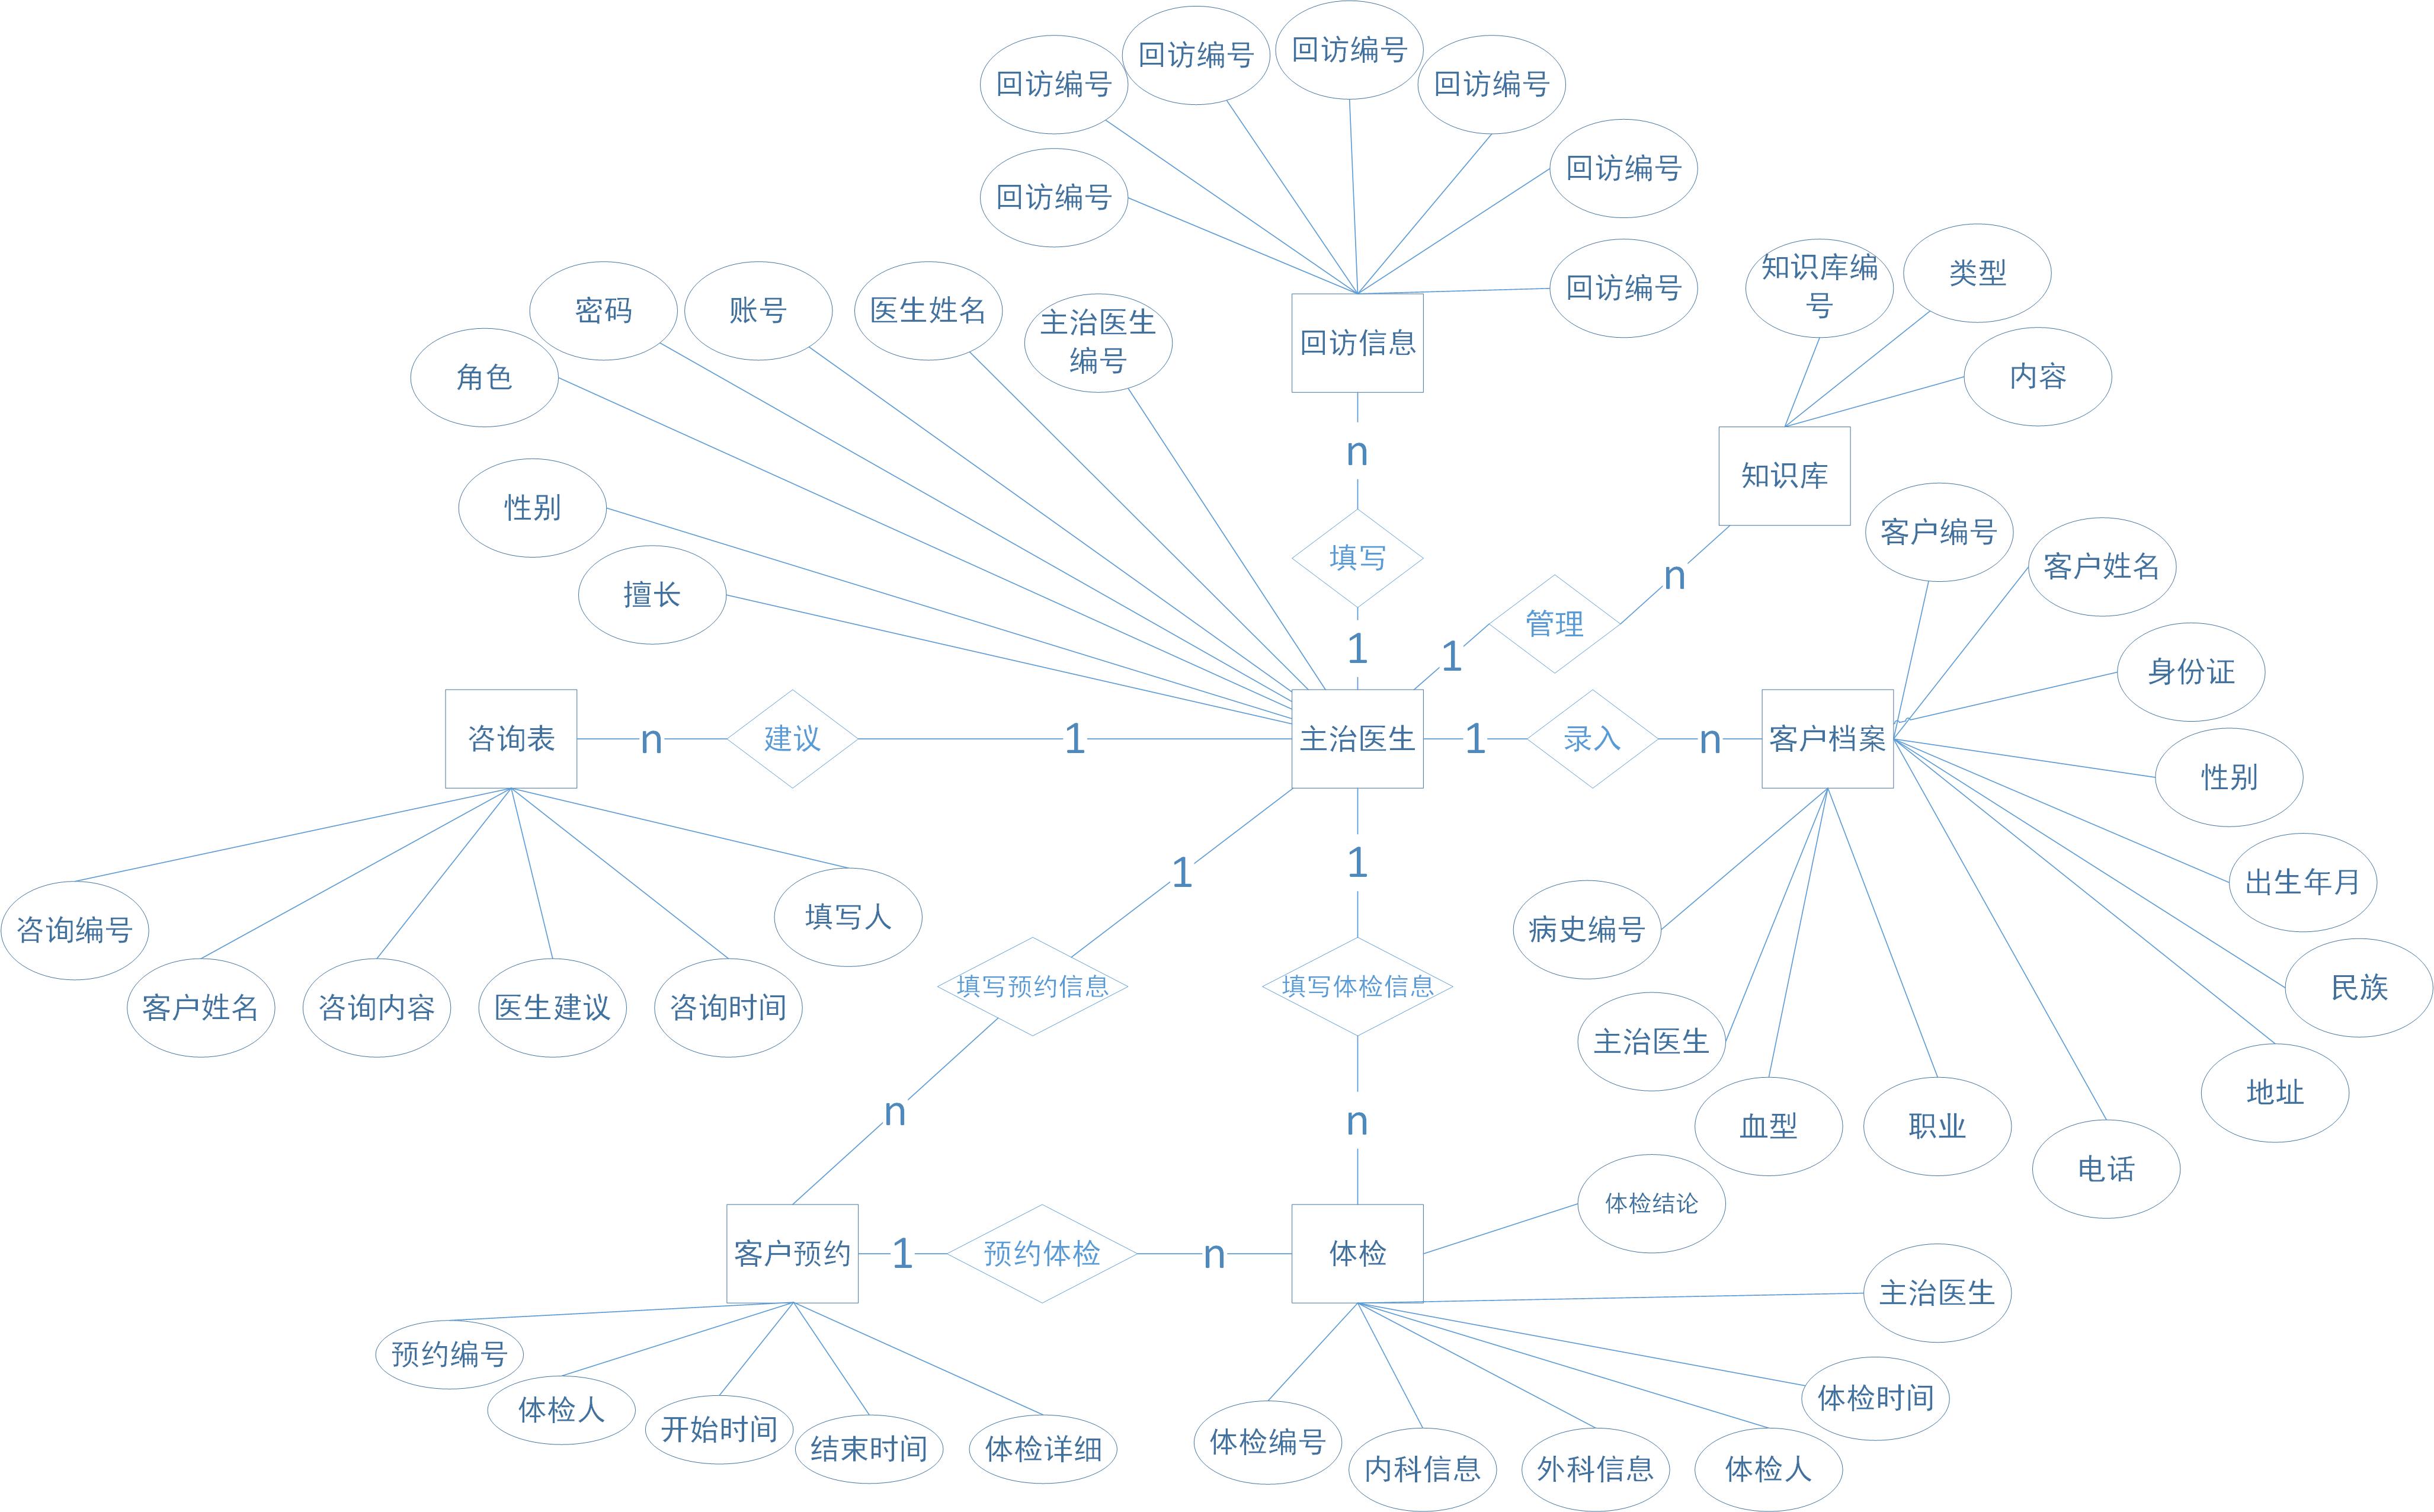 回访编号
回访编号
回访编号
回访编号
回访编号
回访编号
回访编号
知识库编
号
类型
密码
账号
医生姓名
主治医生
编号
回访信息
角色
内容
n
知识库
性别
客户编号
填写
客户姓名
n
擅长
管理
1
1
身份证
咨询表
n
建议
1
主治医生
1
录入
n
客户档案
性别
1
1
出生年月
填写人
咨询编号
病史编号
填写预约信息
填写体检信息
民族
客户姓名
咨询内容
医生建议
咨询时间
主治医生
地址
n
n
血型
职业
电话
体检结论
客户预约
1
预约体检
n
体检
主治医生
预约编号
体检人
体检时间
开始时间
结束时间
体检详细
体检编号
内科信息
外科信息
体检人